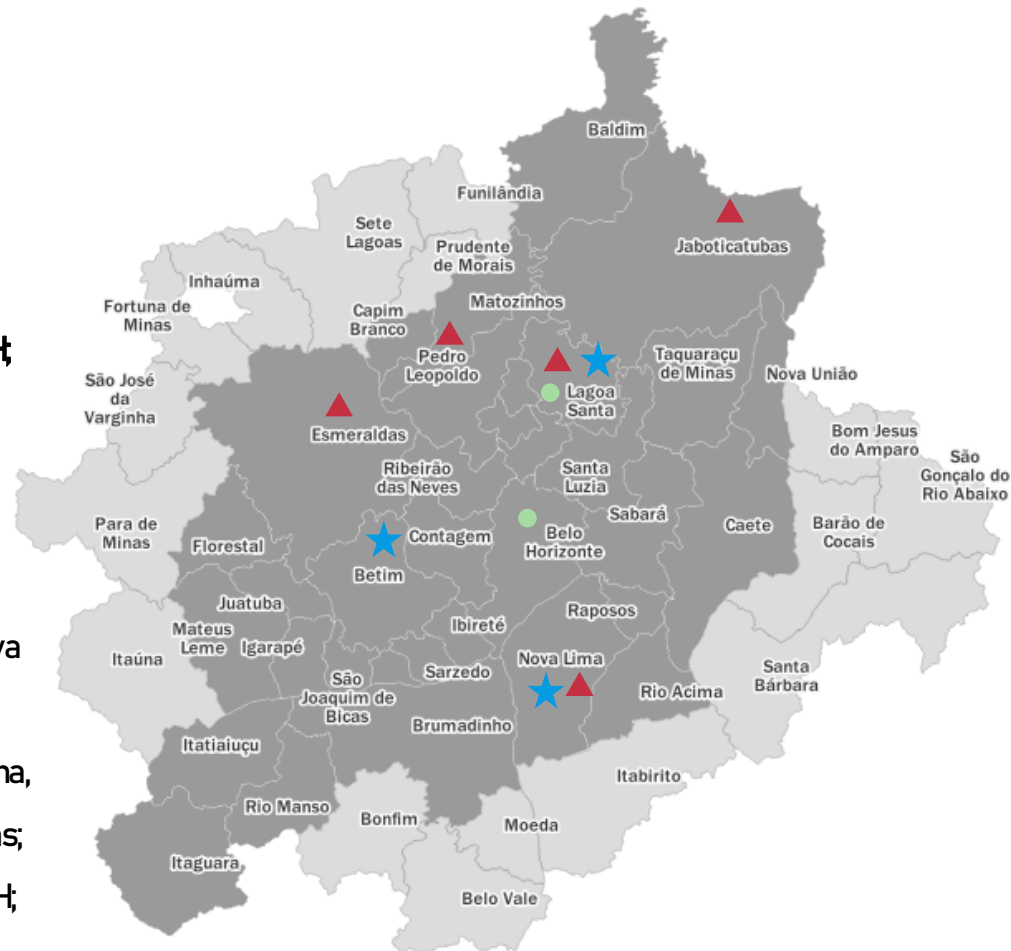 Baldim
Funilândia
Sete
Lagoas
Jaboticatubas
Prudente
de Morais
Inhaúma
Matozinhos
Fortuna de
Minas
Capim
Branco
Pedro
Leopoldo
Taquaraçu
de Minas
Nova União
São José
da
Varginha
Lagoa
Santa
Esmeraldas
Bom Jesus
do Amparo
São
Gonçalo do
Rio Abaixo
Ribeirão
das Neves
Santa
Luzia
Sabará
Para de
Minas
Florestal
Contagem
Belo
Horizonte
Caete
Barão de
Cocais
Betim
Juatuba
Raposos
Mateus
Leme
Igarapé
Ibireté
Itaúna
Nova Lima
Sarzedo
Santa
Bárbara
São
Joaquim de
Bicas
Rio Acima
Brumadinho
Itatiaiuçu
Itabirito
Rio Manso
Bonfim
Moeda
Itaguara
Belo Vale